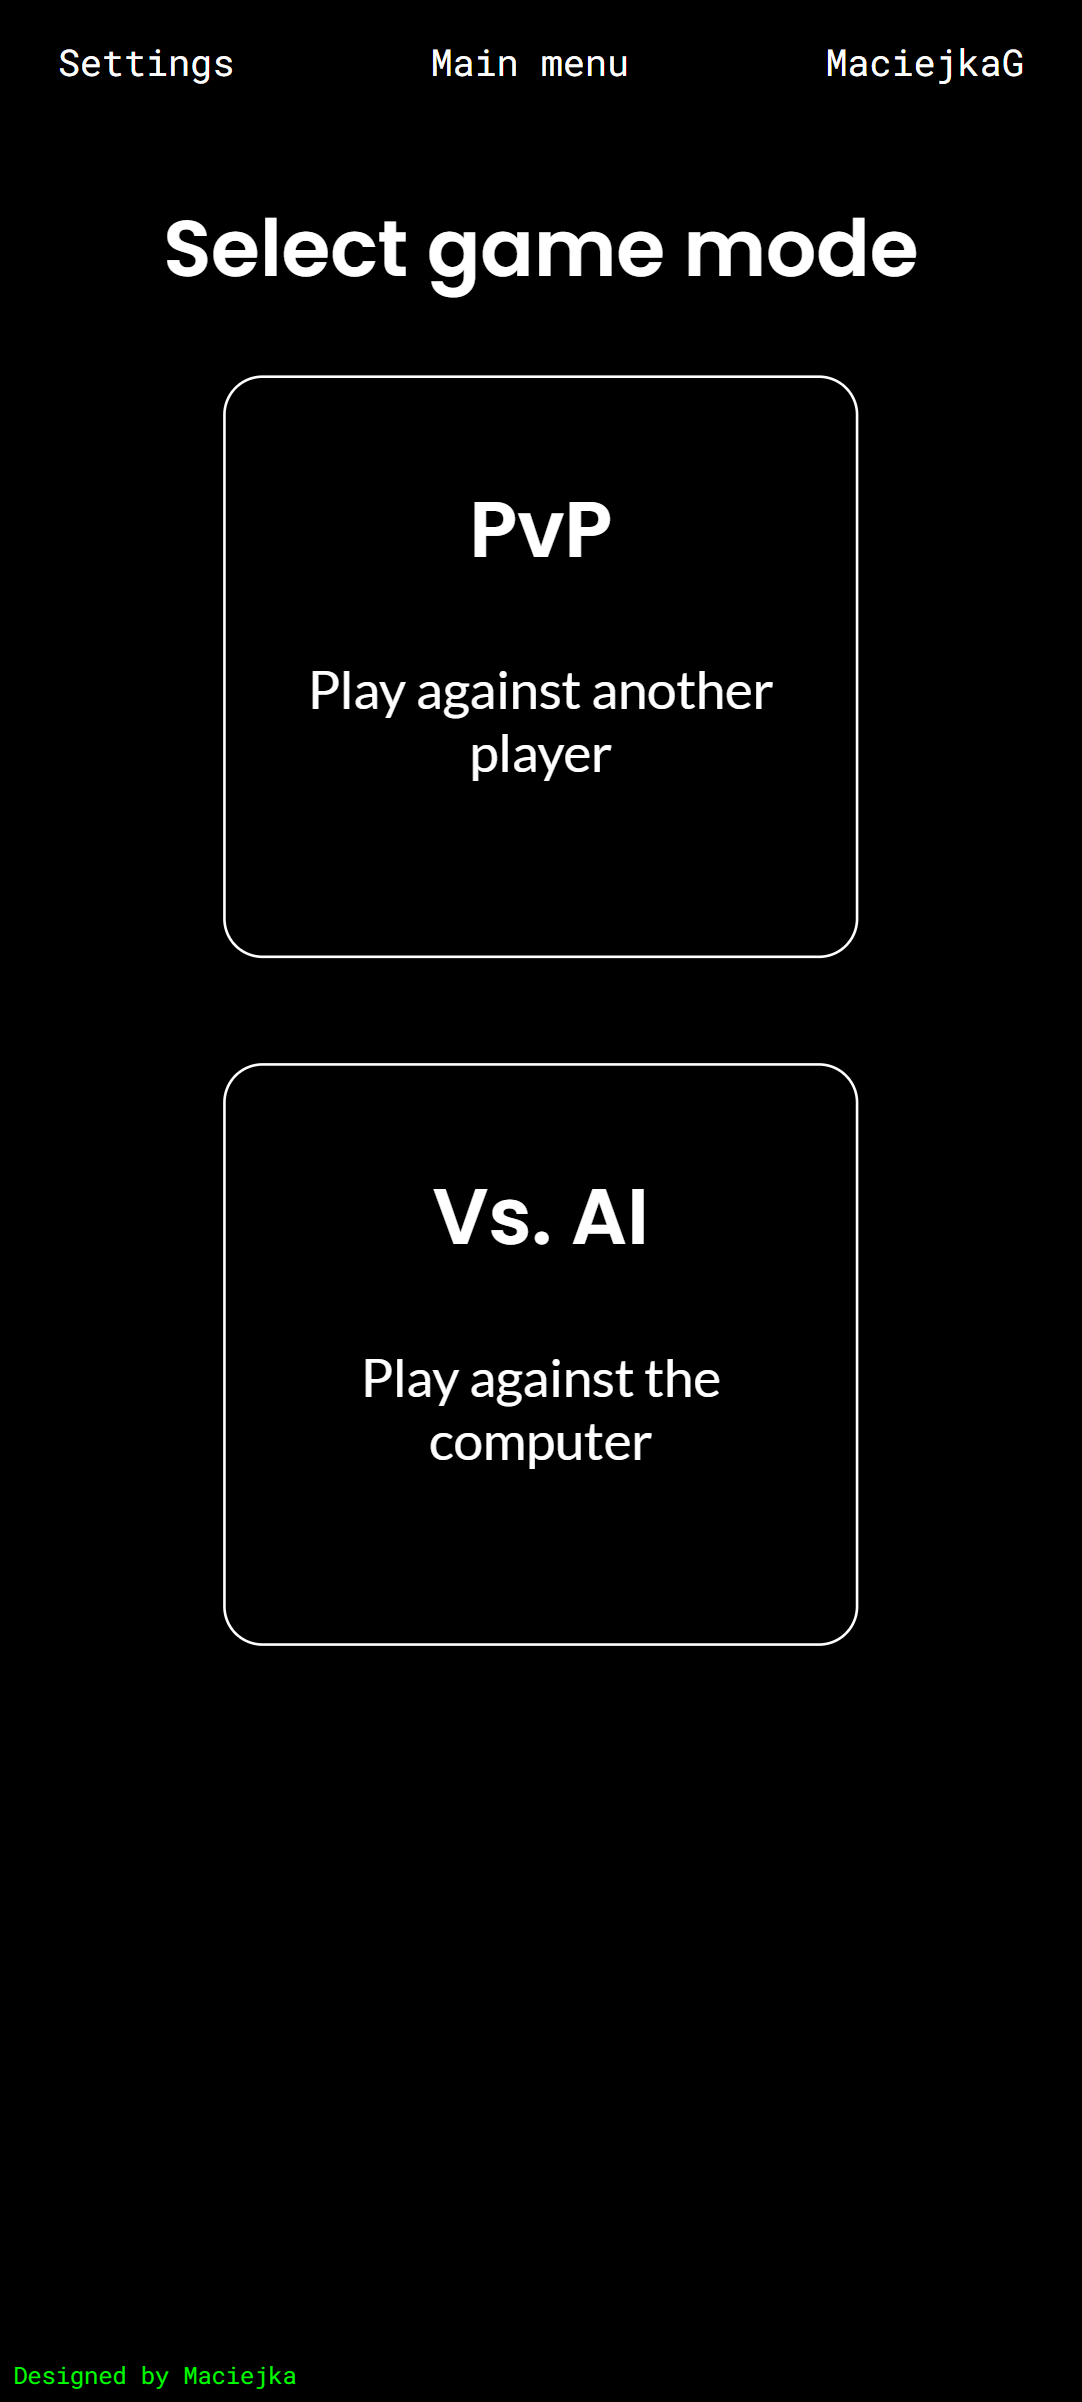 Settings Main menu MaciejkaG
Select game mode
PvP
Play against another
player
Vs. AI
Play against the
computer
Designed by Maciejka